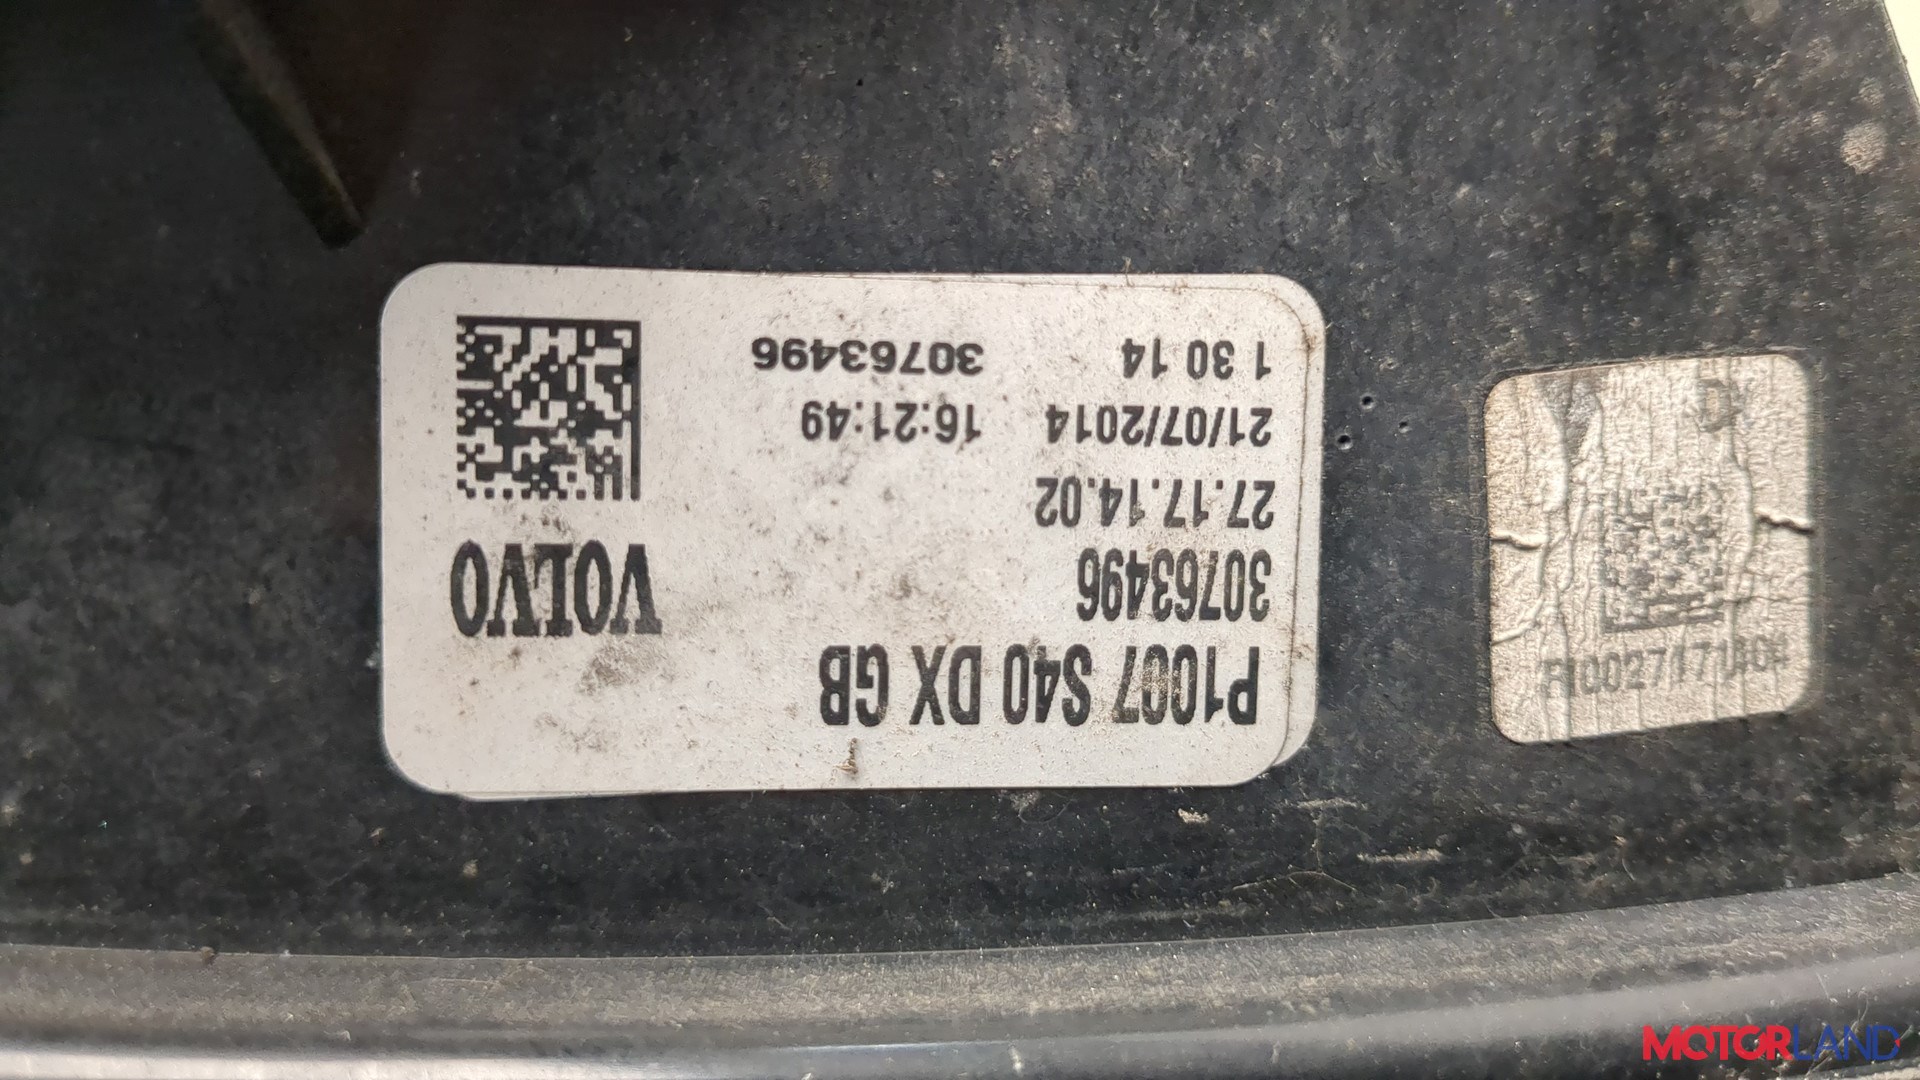 P1007 S40 DX GB
30763496
VOLVO
27.17.14.02
21/07/2014 16:21:49
1 30 14 30763496
MOTORLAND